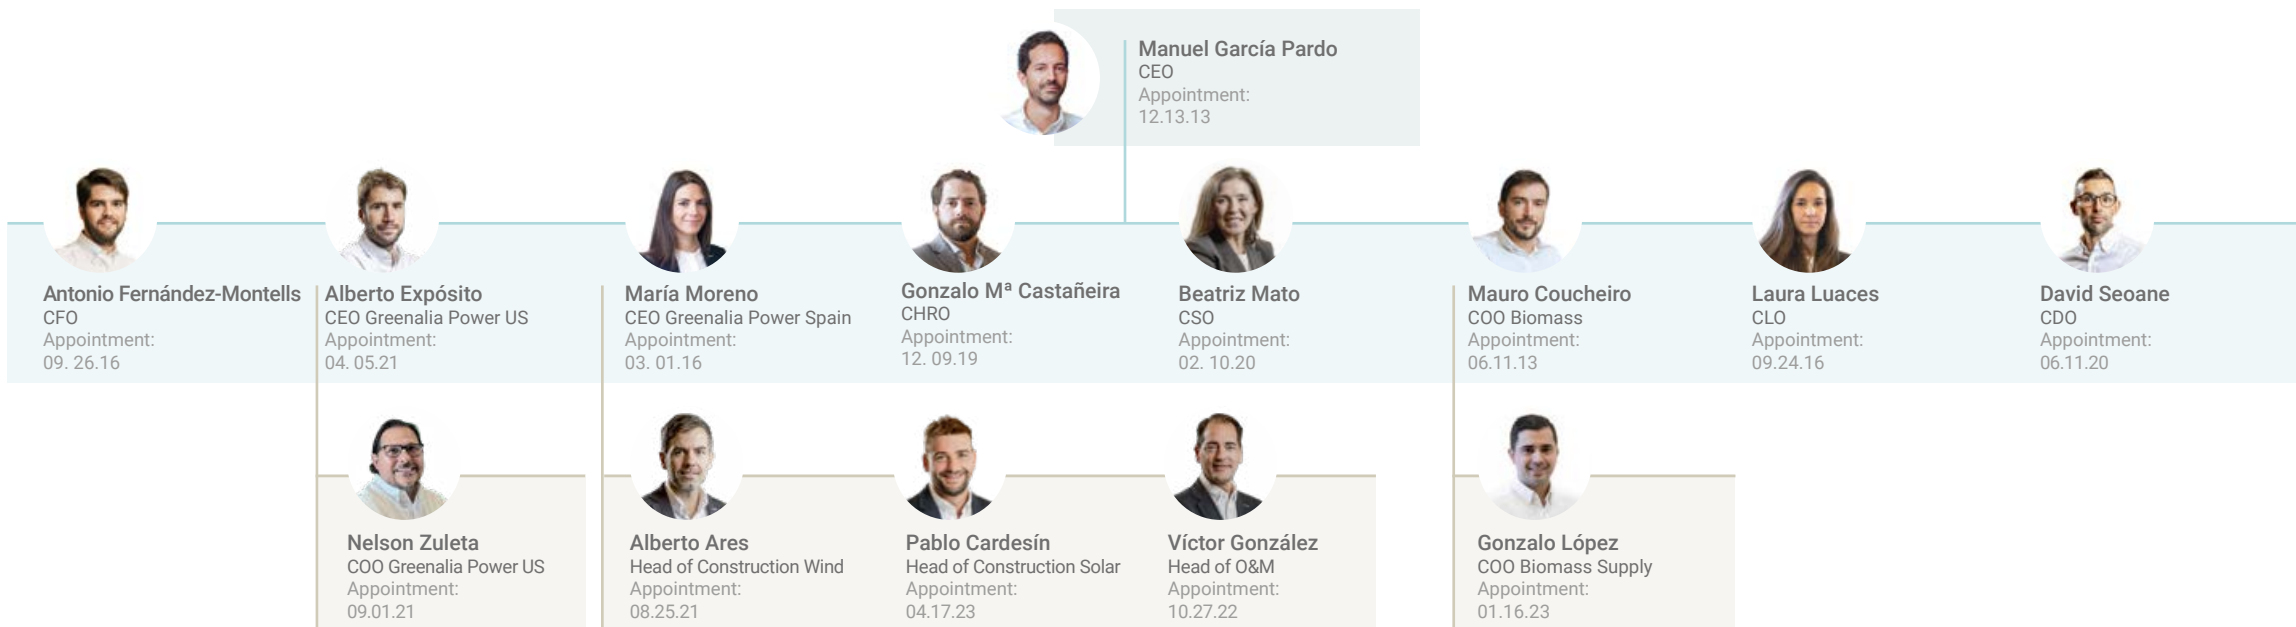 Manuel García Pardo
CEO
Appointment:
12.13.13
Antonio Fernández-Montells
CFO
Appointment:
09. 26.16
Alberto Expósito
CEO Greenalia Power US
Appointment:
04. 05.21
María Moreno
CEO Greenalia Power Spain
Appointment:
03. 01.16
Gonzalo Mª Castañeira
CHRO
Appointment:
12. 09.19
Beatriz Mato
CSO
Appointment:
02. 10.20
Mauro Coucheiro
COO Biomass
Appointment:
06.11.13
Laura Luaces
CLO
Appointment:
09.24.16
David Seoane
CDO
Appointment:
06.11.20
Nelson Zuleta
COO Greenalia Power US
Appointment:
09.01.21
Alberto Ares
Head of Construction Wind
Appointment:
08.25.21
Pablo Cardesín
Head of Construction Solar
Appointment:
04.17.23
Víctor González
Head of O&M
Appointment:
10.27.22
Gonzalo López
COO Biomass Supply
Appointment:
01.16.23